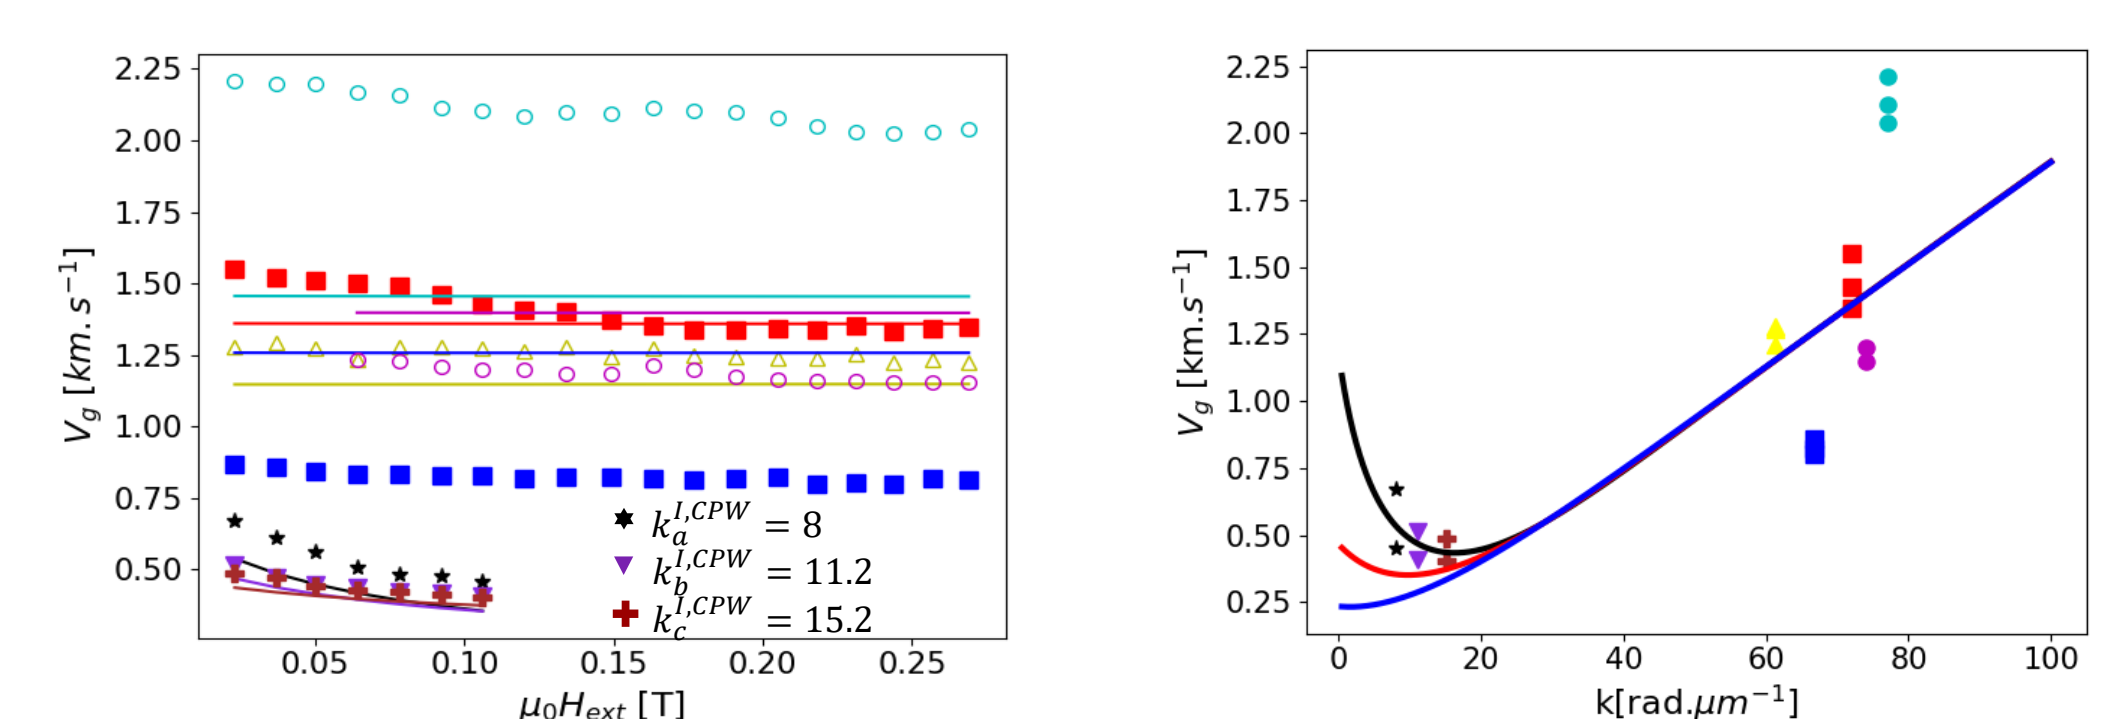 2.25
2.00
1.75
1.50
1.25
1.00
0.75
0.50
V_g [km.s^{-1}]
0.05 0.10 0.15 0.20 0.25
μ_0H_{ext} [T]
k_a^{I,CPW} = 8
k_b^{I,CPW} = 11.2
k_c^{I,CPW} = 15.2
2.25
2.00
1.75
1.50
1.25
1.00
0.75
0.50
0.25
V_g [km.s^{-1}]
0 20 40 60 80 100
k[rad.μm^{-1}]